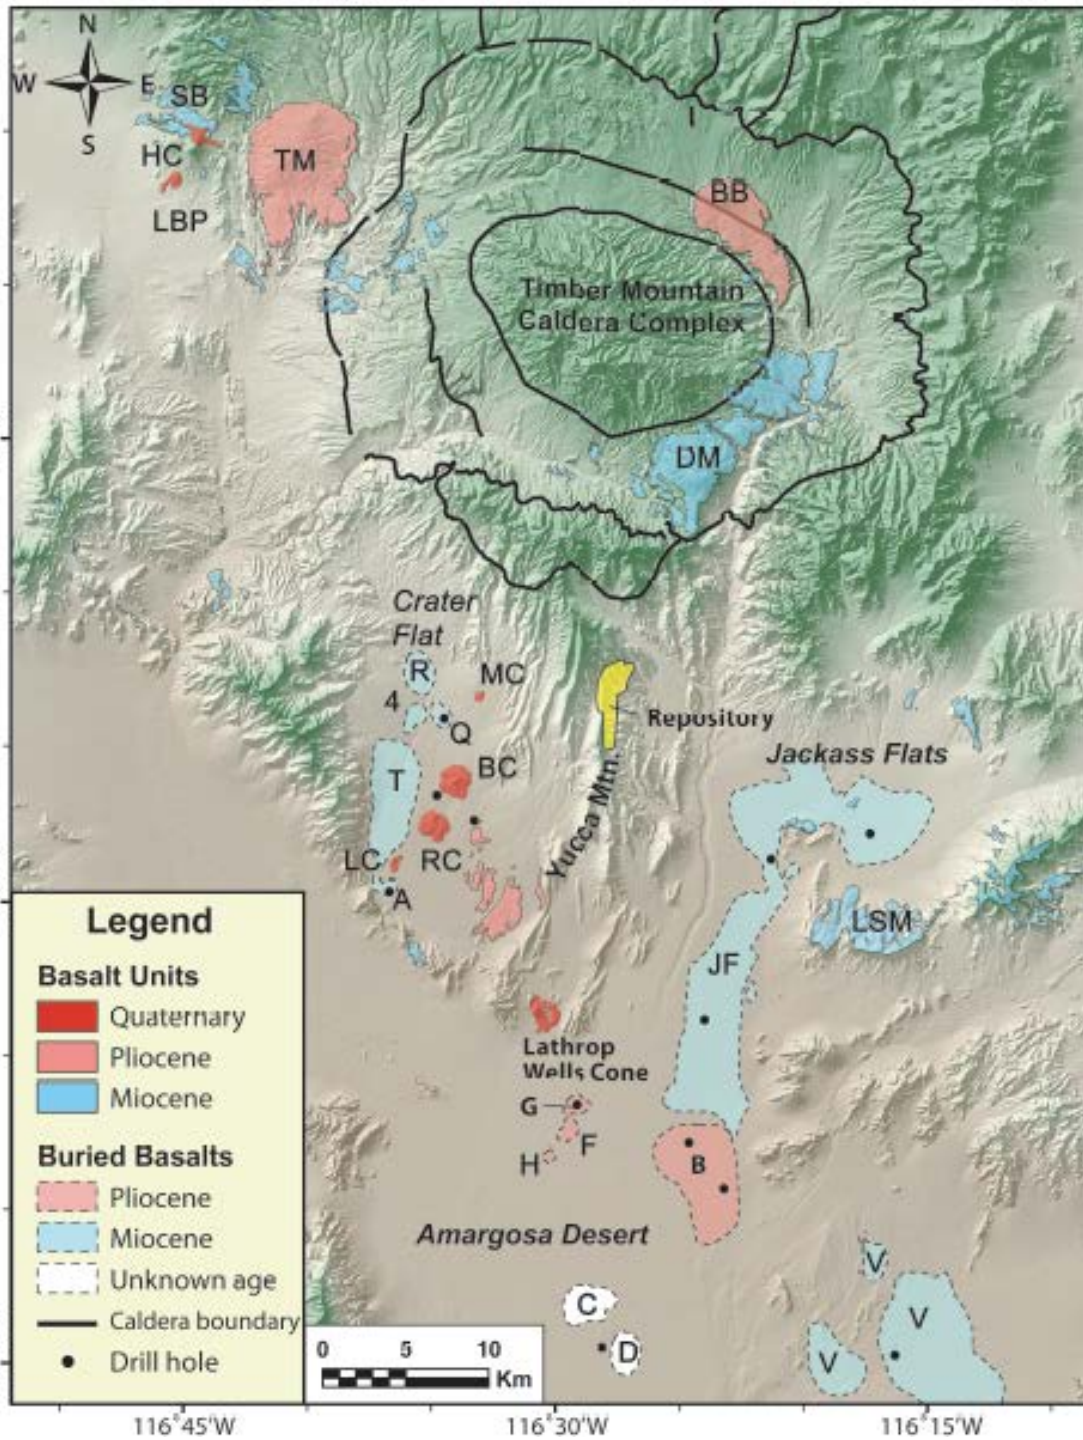 N
W
E
S
SB
HC
LBP
TM
BB
Timber Mountain
Caldera Complex
DM
Crater
Flat
R
MC
4
Q
Repository
Jackass Flats
T
BC
Yucca Mtn.
LC
RC
A
LSM
JF
Lathrop
Wells Cone
G
F
H
B
Amargosa Desert
C
D
V
V
V
Legend
Basalt Units
Quaternary
Pliocene
Miocene
Buried Basalts
Pliocene
Miocene
Unknown age
Caldera boundary
Drill hole
0 5 10
Km
116°45'W 116°30'W 116°15'W